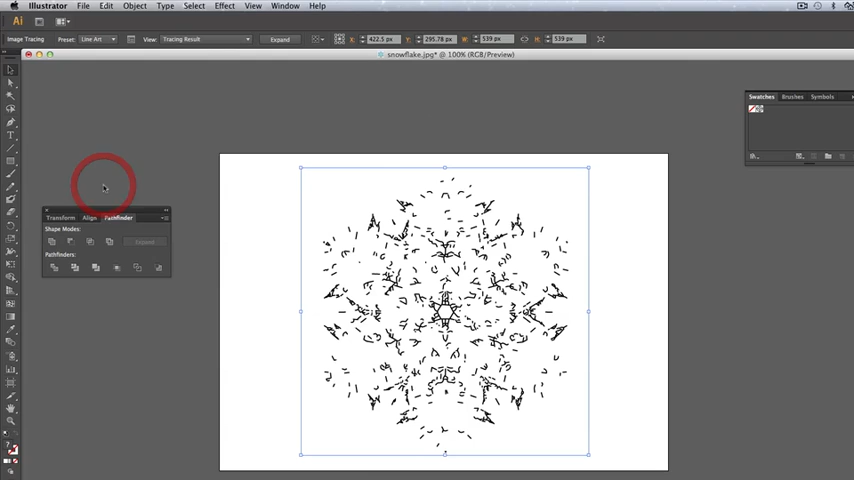 Illustrator File Edit Object Type Select Effect View Window Help
Ai
Image Tracing Preset: Line Art View: Tracing Result Expand X: 422.5 px Y: 295.78 px W: 539 px H: 539 px
snowflake.jpg* @ 100% (RGB/Preview)
Swatches Brushes Symbols
Transform Align Pathfinder
Shape Modes:
Expand
Pathfinders: